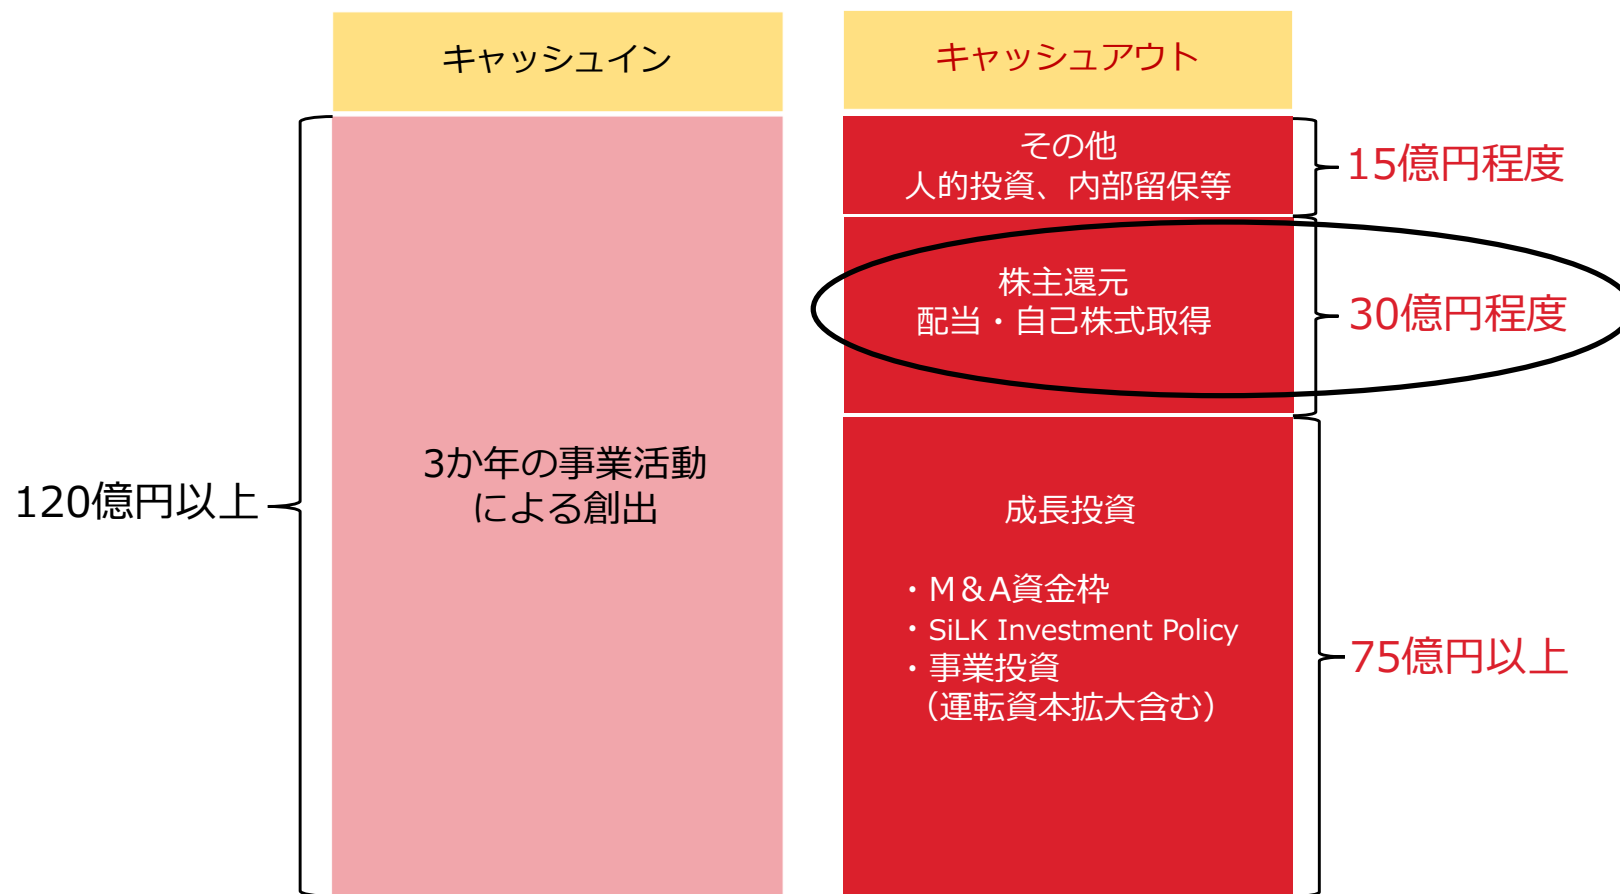 キャッシュイン
キャッシュアウト
120億円以上
3か年の事業活動
による創出
その他
人的投資、内部留保等
15億円程度
株主還元
配当・自己株式取得
30億円程度
成長投資
・M＆A資金枠
・SiLK Investment Policy
・事業投資
（運転資本拡大含む）
75億円以上